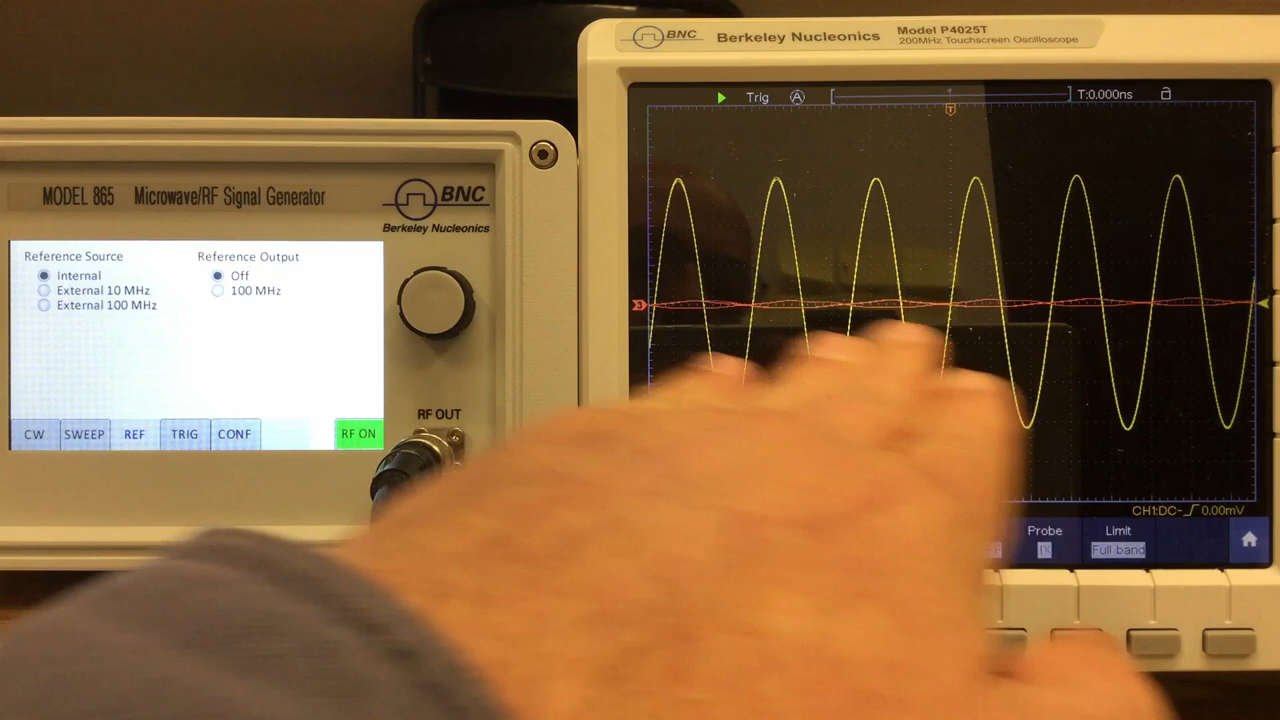 MODEL 865 Microwave/RF Signal Generator
BNC
Berkeley Nucleonics
Reference Source
Internal
External 10 MHz
External 100 MHz
Reference Output
Off
100 MHz
CW SWEEP REF TRIG CONF RF ON
RF OUT
BNC Berkeley Nucleonics Model P4025T
200MHz Touchscreen Oscilloscope
Trig A T:0.000ns
T
3
CH1:DC- 0.00mV
Probe Limit
Full band